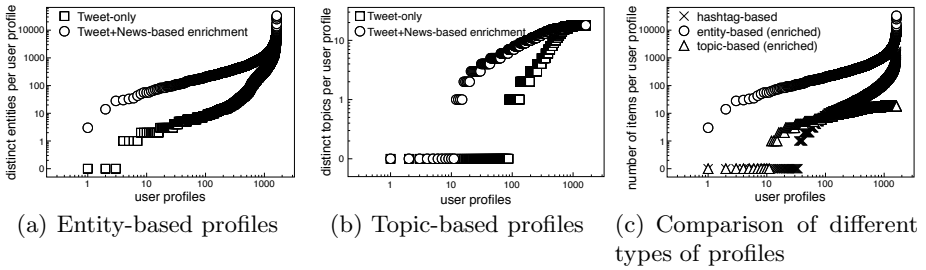 distinct entities per user profile
10000
1000
100
10
1
0
Tweet-only
Tweet+News-based enrichment
1 10 100 1000
user profiles
(a) Entity-based profiles
distinct topics per user profile
10
1
0
Tweet-only
Tweet+News-based enrichment
1 10 100 1000
user profiles
(b) Topic-based profiles
number of items per user profile
10000
1000
100
10
1
0
hashtag-based
entity-based (enriched)
topic-based (enriched)
1 10 100 1000
user profiles
(c) Comparison of different
types of profiles